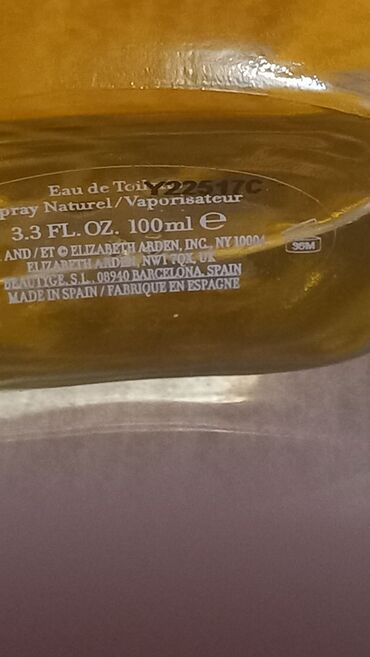 Eau de Toilette Y22517C
pray Naturel/Vaporisateur
3.3 FL. OZ. 100ml e
AND/ET © ELIZABETH ARDEN, INC., NY 10004
ELIZABETH ARDEN, NW1 7QX, UK
BEAUTYGE, S.L., 08940 BARCELONA, SPAIN
MADE IN SPAIN / FABRIQUE EN ESPAGNE
36M